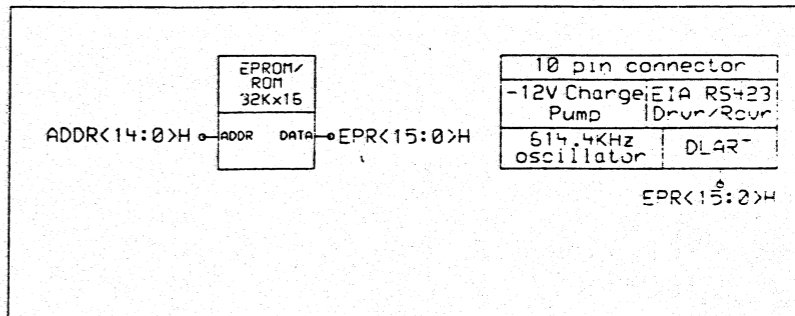 EPROM/
ROM
32Kx16
ADDR<14:0>H
ADDR
DATA
EPR<15:0>H
10 pin connector
-12V Charge
Pump
EIA RS423
Drvr/Rcvr
614.4KHz
oscillator
DLART
EPR<15:0>H